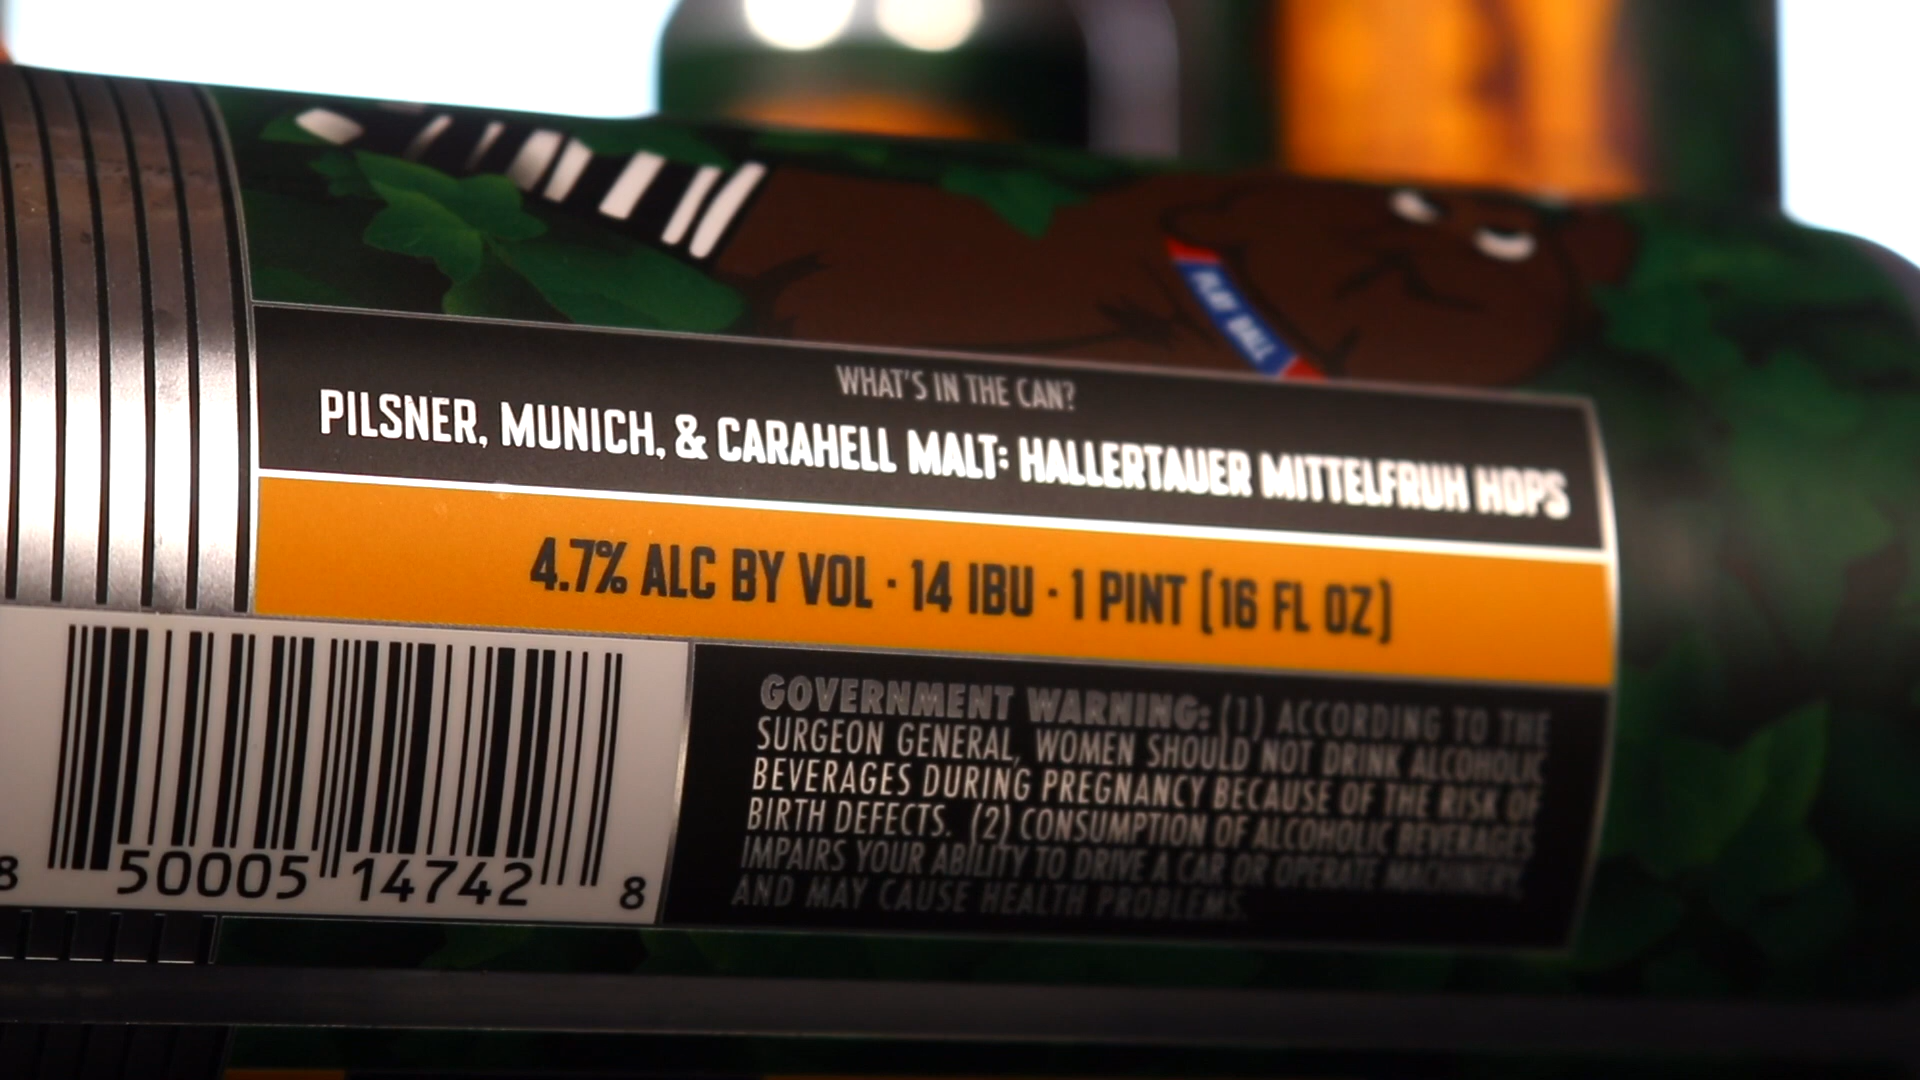 PLAY BALL
WHAT'S IN THE CAN?
PILSNER, MUNICH, & CARAHELL MALT: HALLERTAUER MITTELFRUH HOPS
4.7% ALC BY VOL · 14 IBU · 1 PINT [16 FL OZ]
GOVERNMENT WARNING: (1) ACCORDING TO THE
SURGEON GENERAL, WOMEN SHOULD NOT DRINK ALCOHOLIC
BEVERAGES DURING PREGNANCY BECAUSE OF THE RISK OF
BIRTH DEFECTS. (2) CONSUMPTION OF ALCOHOLIC BEVERAGES
IMPAIRS YOUR ABILITY TO DRIVE A CAR OR OPERATE MACHINERY,
AND MAY CAUSE HEALTH PROBLEMS.
8 50005 14742 8